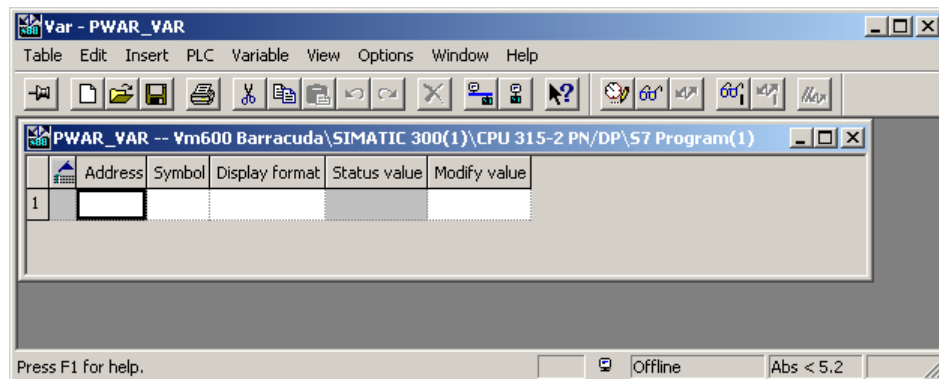 Var - PWAR_VAR
Table Edit Insert PLC Variable View Options Window Help
PWAR_VAR -- Vm600 Barracuda\SIMATIC 300(1)\CPU 315-2 PN/DP\S7 Program(1)
Address Symbol Display format Status value Modify value
1
Press F1 for help. Offline Abs < 5.2